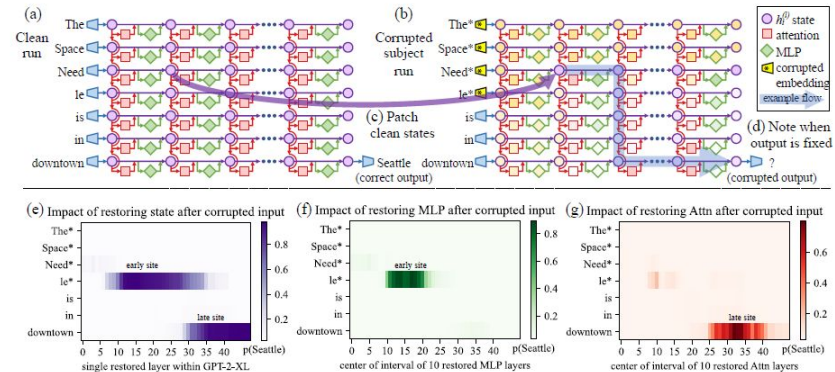 (a)
Clean
run
The
Space
Need
le
is
in
downtown
Seattle
(correct output)
(b)
Corrupted
subject
run
The*
Space*
Need*
le*
is
in
downtown
(c) Patch
clean states
(d) Note when
output is fixed
?
(corrupted output)
state
attention
MLP
corrupted
embedding
example flow
(e) Impact of restoring state after corrupted input
The*
Space*
Need*
le*
is
in
downtown
early site
late site
0 5 10 15 20 25 30 35 40
p(Seattle)
0.8
0.6
0.4
0.2
single restored layer within GPT-2-XL
(f) Impact of restoring MLP after corrupted input
The*
Space*
Need*
le*
is
in
downtown
early site
0 5 10 15 20 25 30 35 40
p(Seattle)
0.8
0.6
0.4
0.2
center of interval of 10 restored MLP layers
(g) Impact of restoring Attn after corrupted input
The*
Space*
Need*
le*
is
in
downtown
late site
0 5 10 15 20 25 30 35 40
p(Seattle)
0.8
0.6
0.4
0.2
center of interval of 10 restored Attn layers